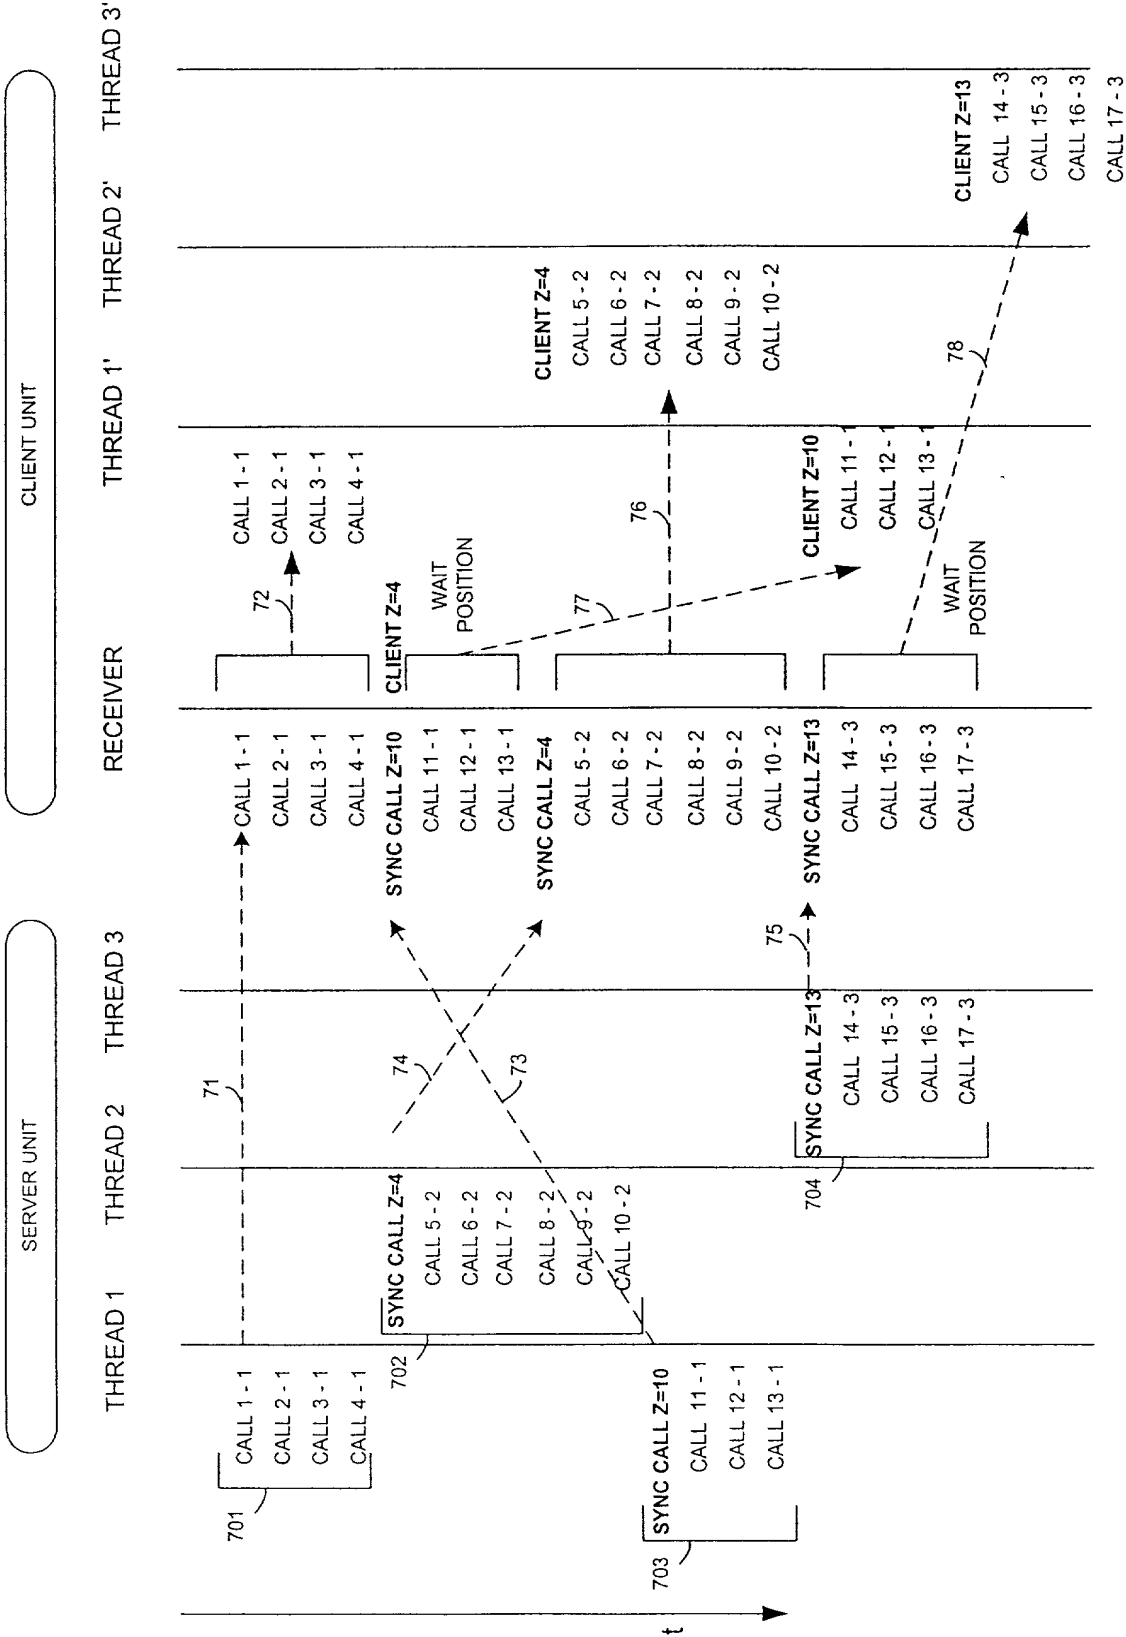 SERVER UNIT
CLIENT UNIT
THREAD 1
THREAD 2
THREAD 3
RECEIVER
THREAD 1'
THREAD 2'
THREAD 3'
t
701
CALL 1 - 1
CALL 2 - 1
CALL 3 - 1
CALL 4 - 1
703
SYNC CALL Z=10
CALL 11 - 1
CALL 12 - 1
CALL 13 - 1
702
SYNC CALL Z=4
CALL 5 - 2
CALL 6 - 2
CALL 7 - 2
CALL 8 - 2
CALL 9 - 2
CALL 10 - 2
704
SYNC CALL Z=13
CALL 14 - 3
CALL 15 - 3
CALL 16 - 3
CALL 17 - 3
71
74
73
75
CALL 1 - 1
CALL 2 - 1
CALL 3 - 1
CALL 4 - 1
SYNC CALL Z=10
CALL 11 - 1
CALL 12 - 1
CALL 13 - 1
SYNC CALL Z=4
CALL 5 - 2
CALL 6 - 2
CALL 7 - 2
CALL 8 - 2
CALL 9 - 2
CALL 10 - 2
SYNC CALL Z=13
CALL 14 - 3
CALL 15 - 3
CALL 16 - 3
CALL 17 - 3
72
CLIENT Z=4
WAIT
POSITION
77
76
WAIT
POSITION
78
CALL 1 - 1
CALL 2 - 1
CALL 3 - 1
CALL 4 - 1
CLIENT Z=10
CALL 11 - 1
CALL 12 - 1
CALL 13 - 1
CLIENT Z=4
CALL 5 - 2
CALL 6 - 2
CALL 7 - 2
CALL 8 - 2
CALL 9 - 2
CALL 10 - 2
CLIENT Z=13
CALL 14 - 3
CALL 15 - 3
CALL 16 - 3
CALL 17 - 3